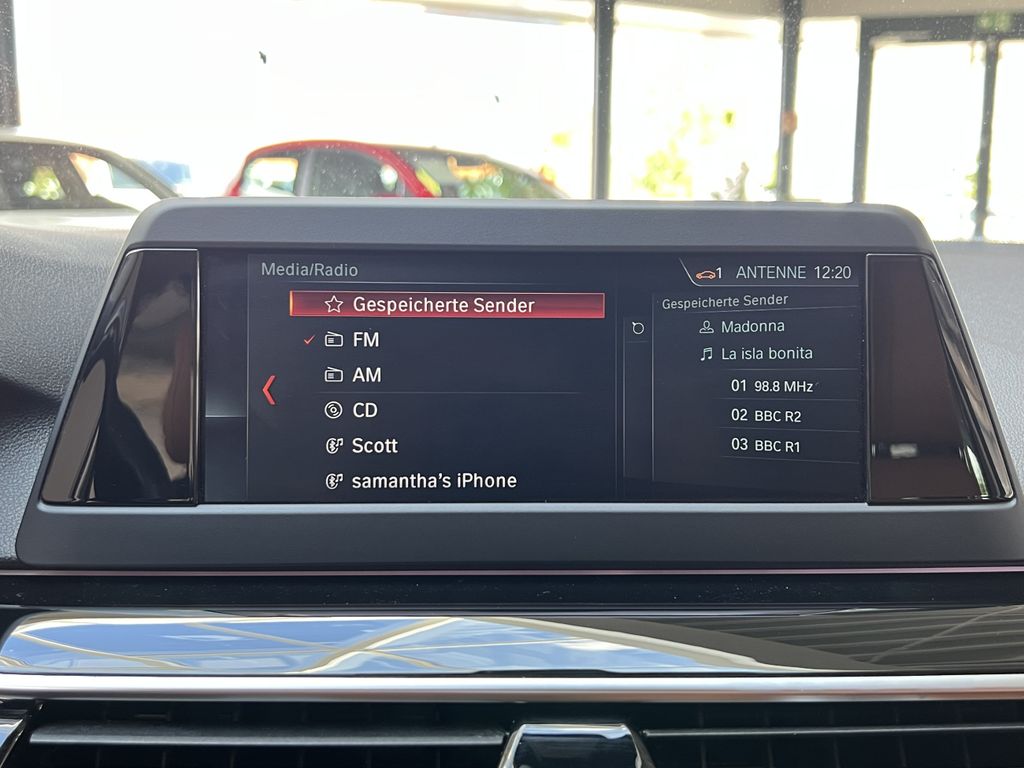 Media/Radio
1 ANTENNE 12:20
Gespeicherte Sender
FM
AM
CD
Scott
samantha's iPhone
Gespeicherte Sender
Madonna
La isla bonita
01 98.8 MHz
02 BBC R2
03 BBC R1